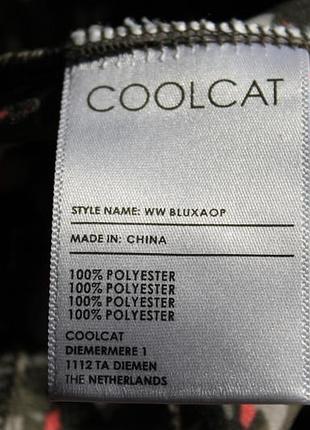 COOLCAT
STYLE NAME: WW BLUXAOP
MADE IN: CHINA
100% POLYESTER
100% POLYESTER
100% POLYESTER
100% POLYESTER
COOLCAT
DIEMERMERE 1
1112 TA DIEMEN
THE NETHERLANDS